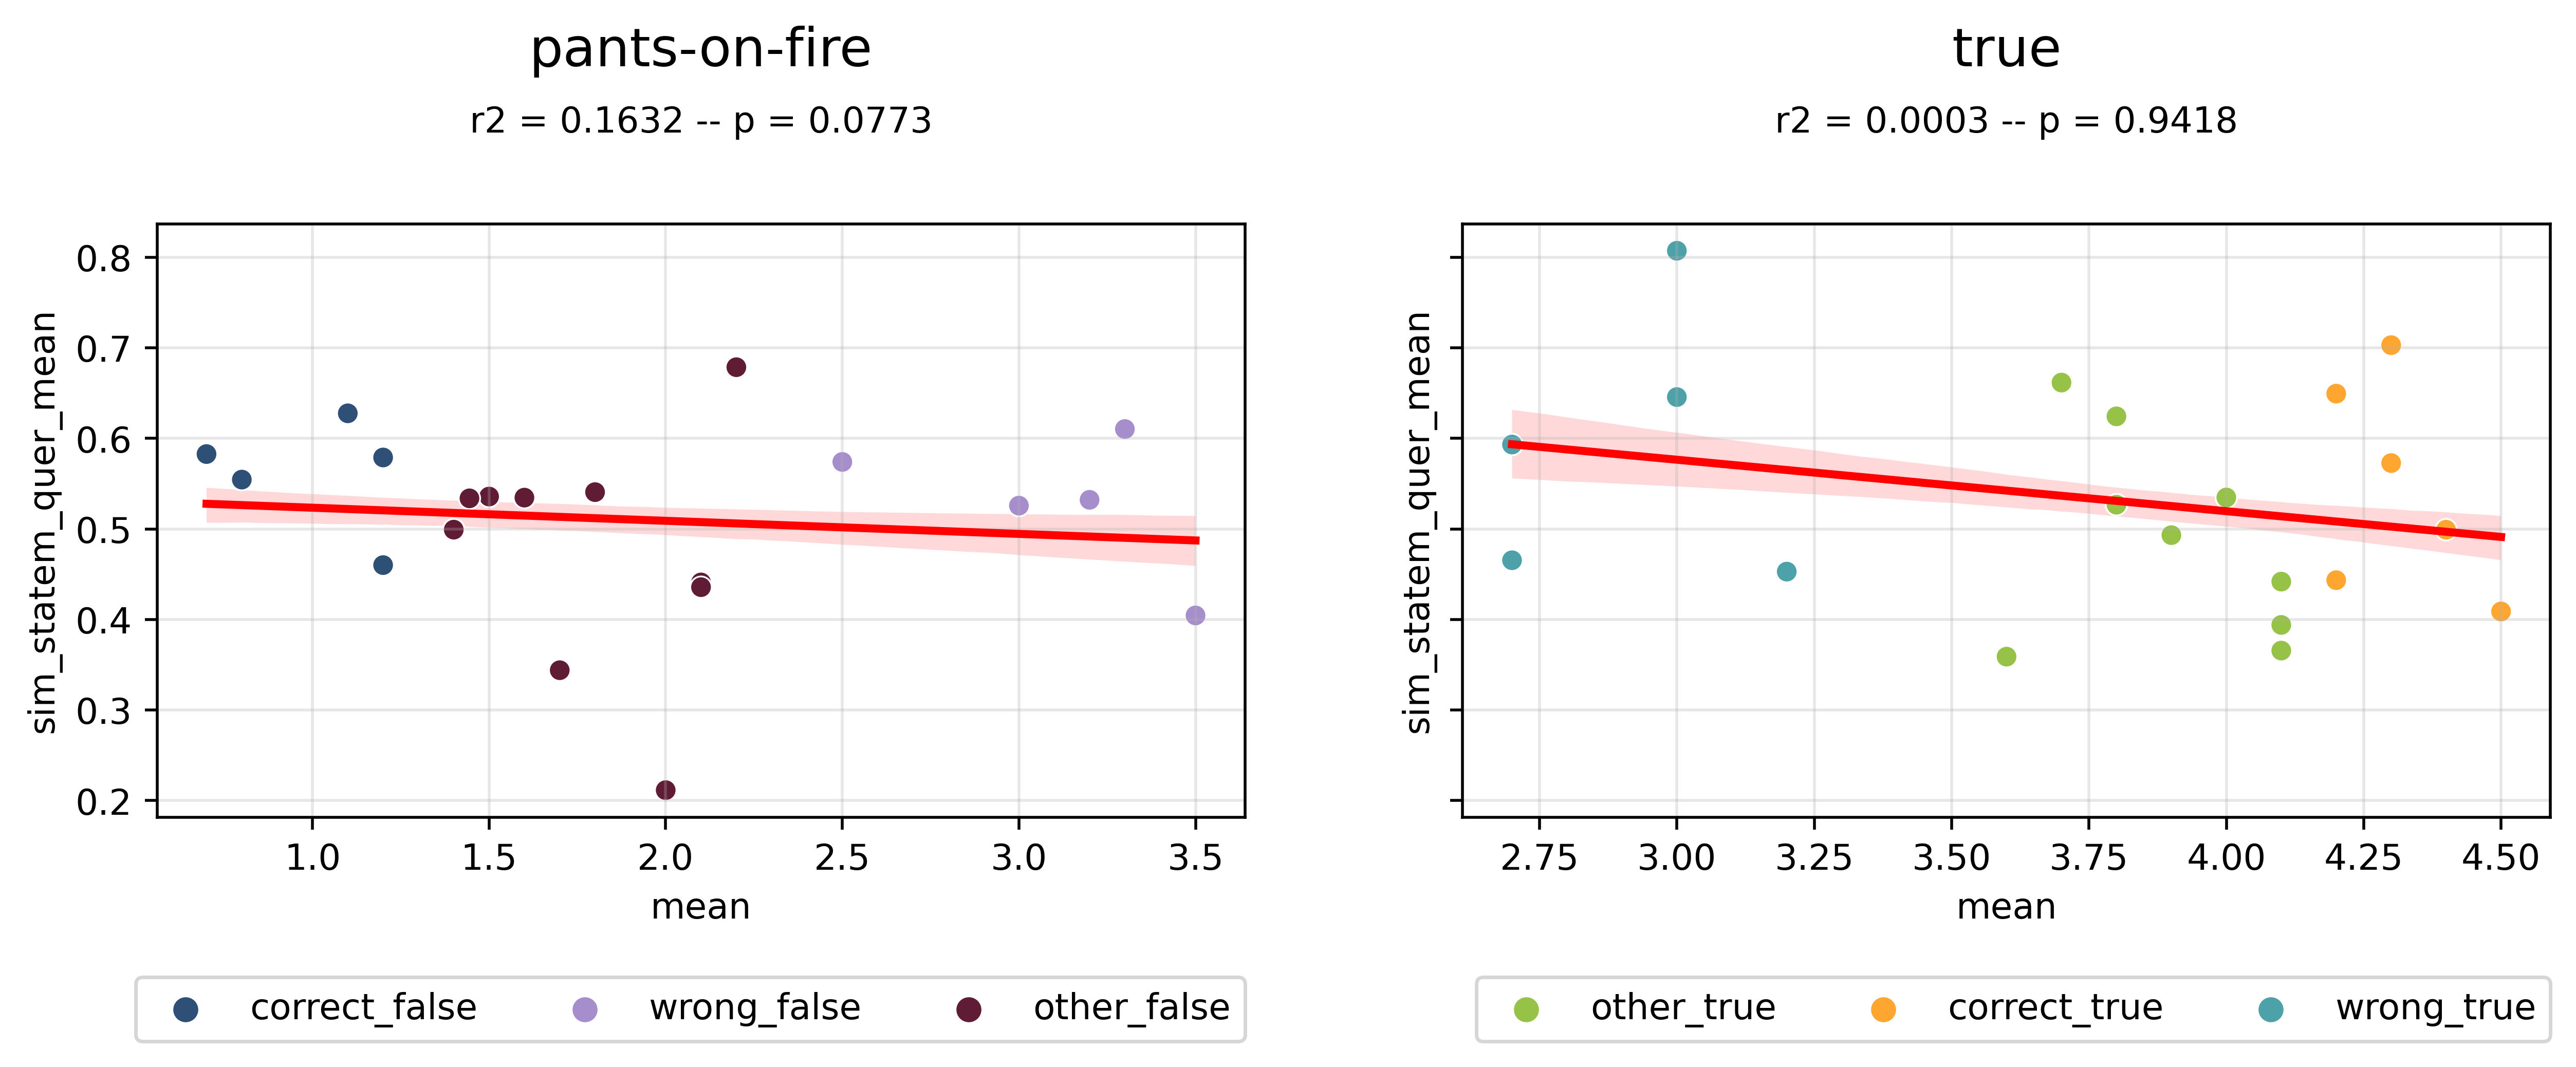 pants-on-fire
r2 = 0.1632 -- p = 0.0773
sim_statem_quer_mean
0.8
0.7
0.6
0.5
0.4
0.3
0.2
1.0 1.5 2.0 2.5 3.0 3.5
mean
correct_false wrong_false other_false
true
r2 = 0.0003 -- p = 0.9418
sim_statem_quer_mean
2.75 3.00 3.25 3.50 3.75 4.00 4.25 4.50
mean
other_true correct_true wrong_true